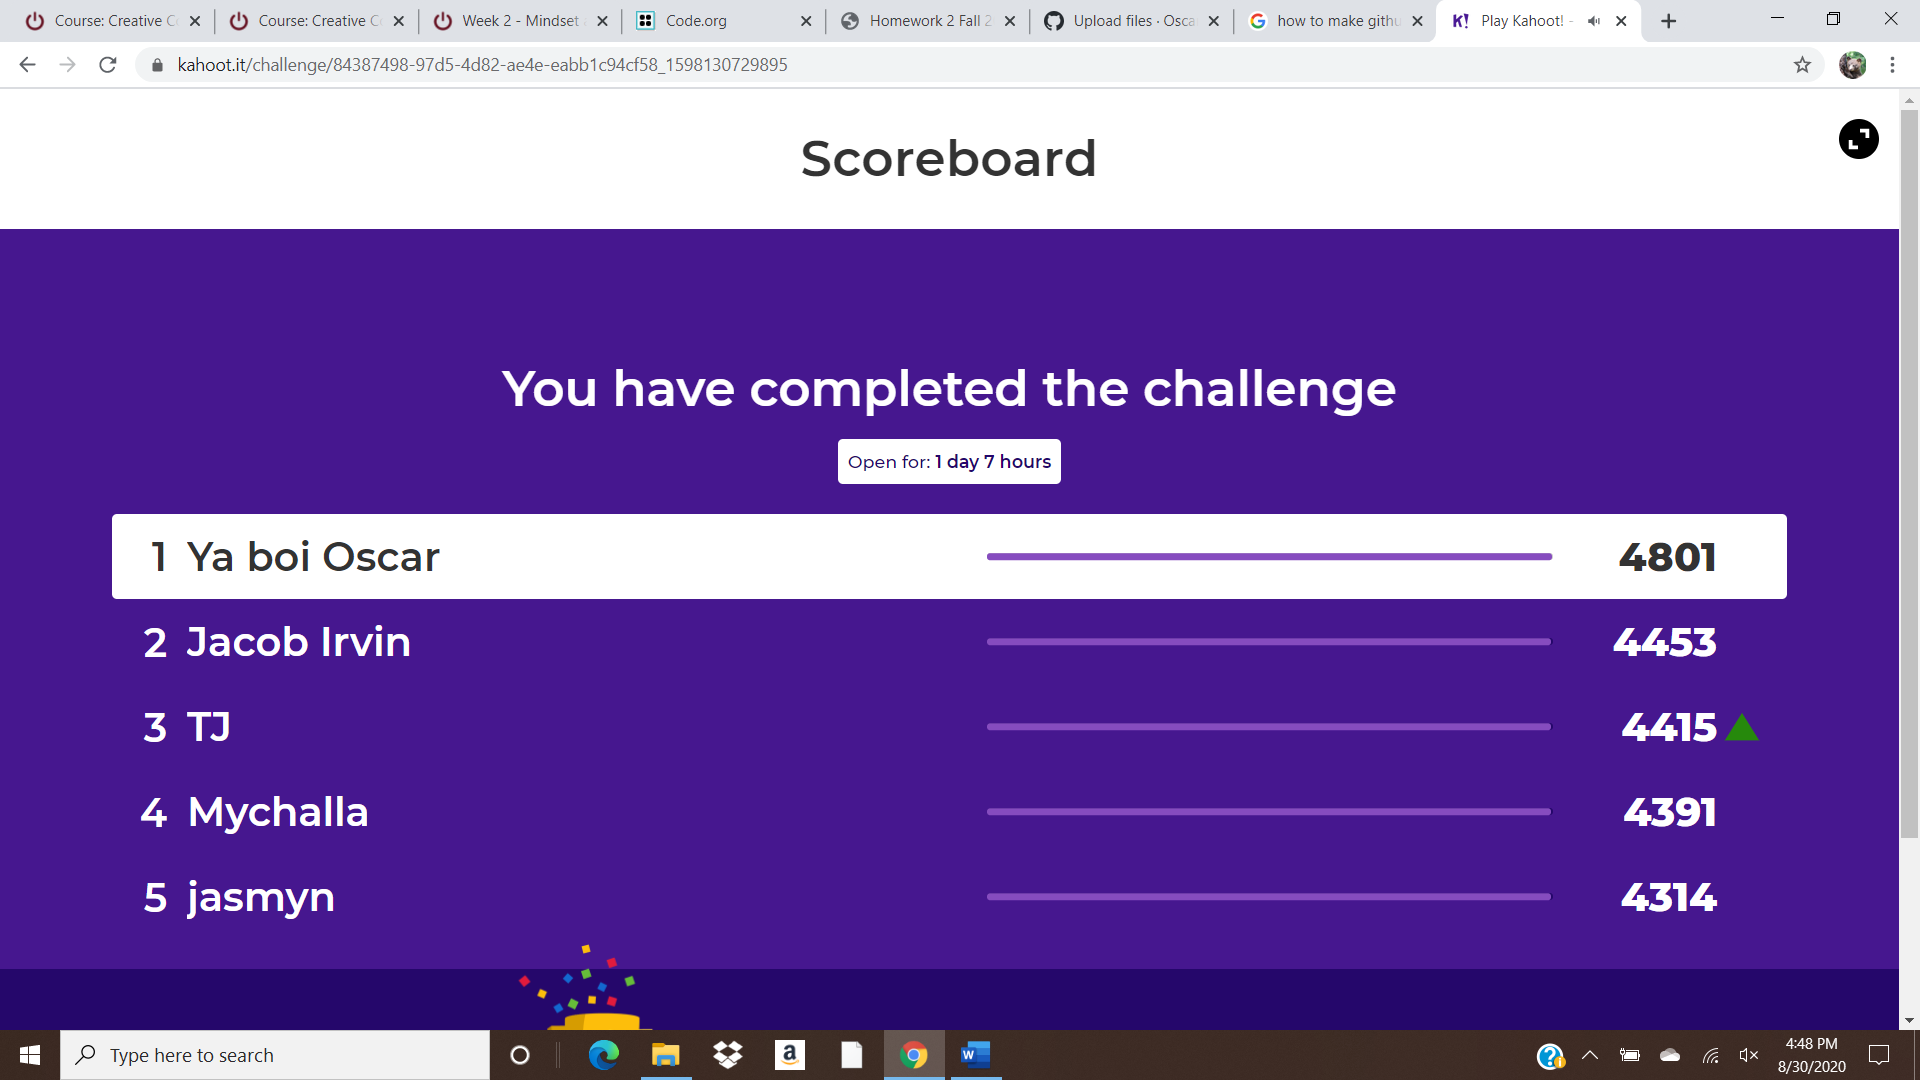 Course: Creative C
Course: Creative C
Week 2 - Mindset
Code.org
Homework 2 Fall 2
Upload files · Osca
how to make githu
K! Play Kahoot! -
kahoot.it/challenge/84387498-97d5-4d82-ae4e-eabb1c94cf58_1598130729895
Scoreboard
You have completed the challenge
Open for: 1 day 7 hours
1 Ya boi Oscar 4801
2 Jacob Irvin 4453
3 TJ 4415
4 Mychalla 4391
5 jasmyn 4314
Type here to search
4:48 PM
8/30/2020